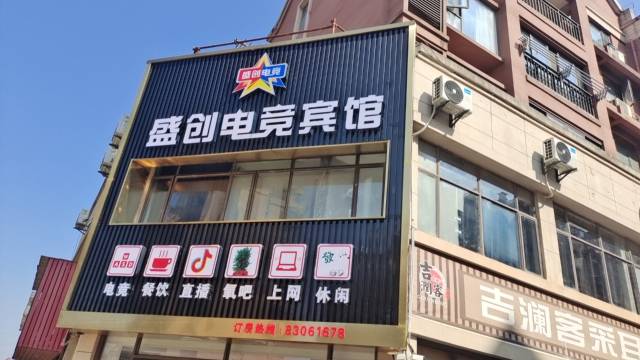 盛创电竞
盛创电竞宾馆
电竞 餐饮 直播 氧吧 上网 休闲
订房热线：83061678
吉澜客
吉澜客采